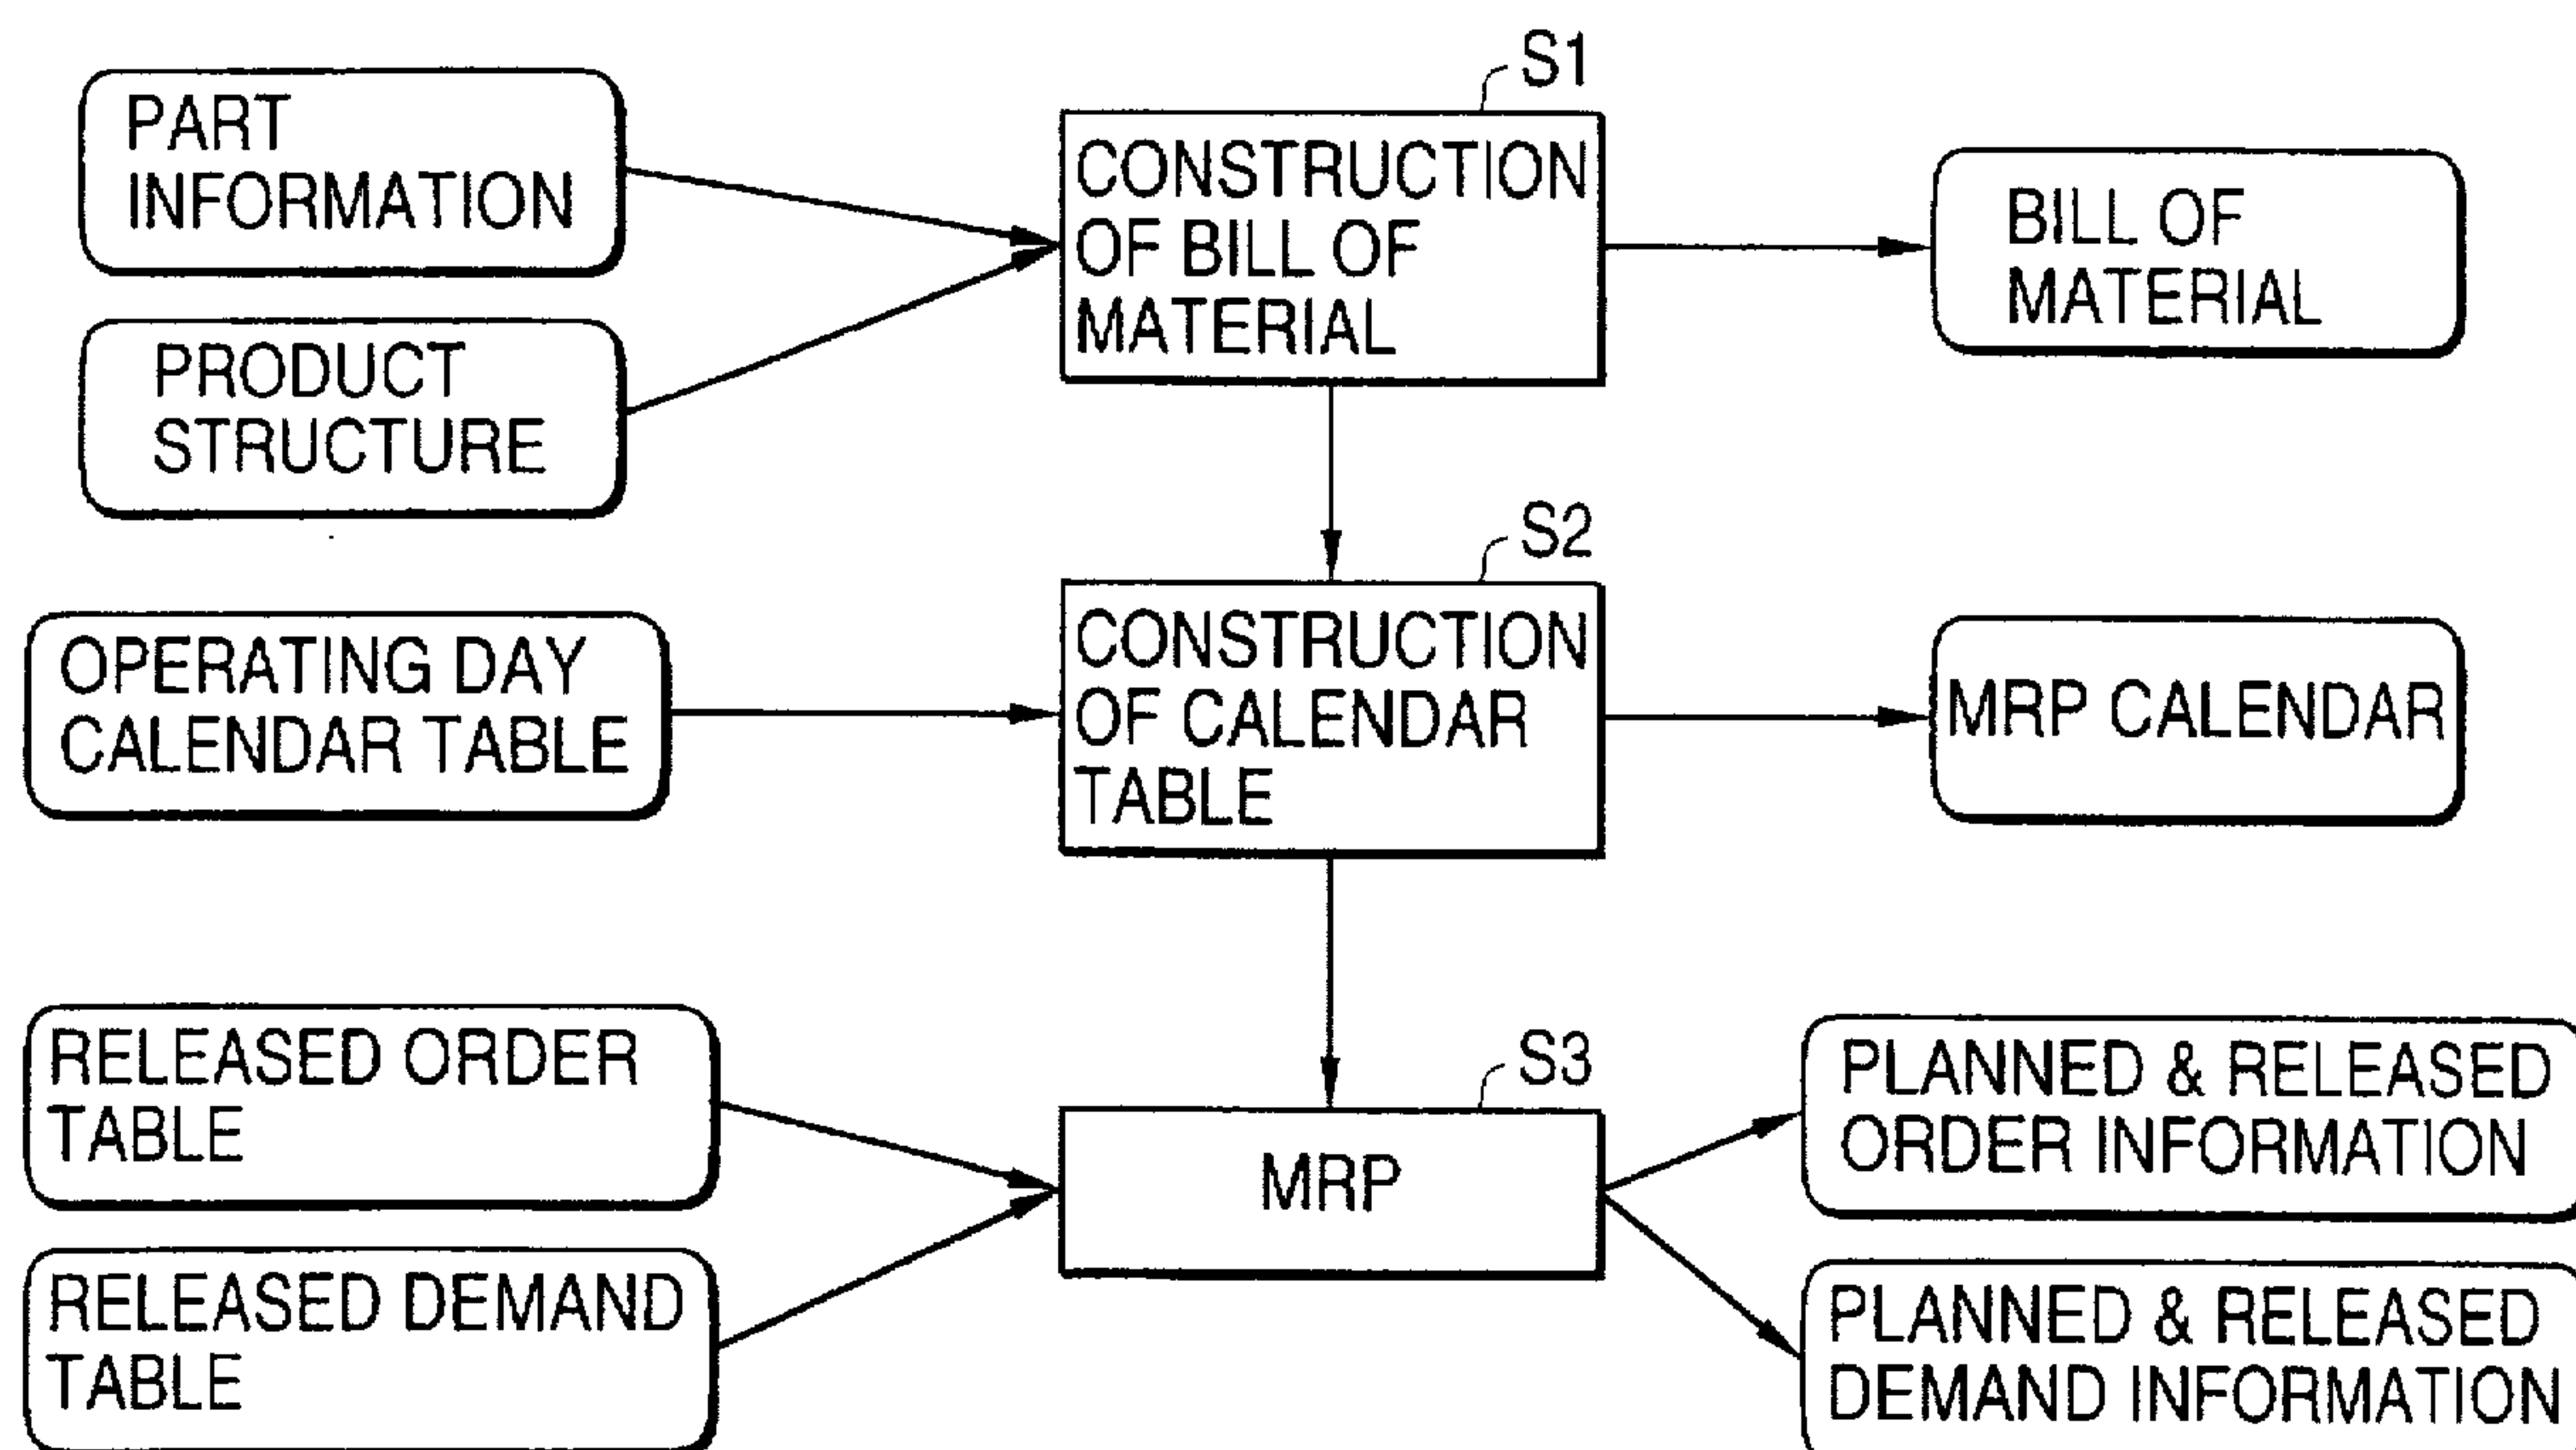 PART
INFORMATION
PRODUCT
STRUCTURE
S1
CONSTRUCTION
OF BILL OF
MATERIAL
BILL OF
MATERIAL
OPERATING DAY
CALENDAR TABLE
S2
CONSTRUCTION
OF CALENDAR
TABLE
MRP CALENDAR
RELEASED ORDER
TABLE
RELEASED DEMAND
TABLE
S3
MRP
PLANNED & RELEASED
ORDER INFORMATION
PLANNED & RELEASED
DEMAND INFORMATION